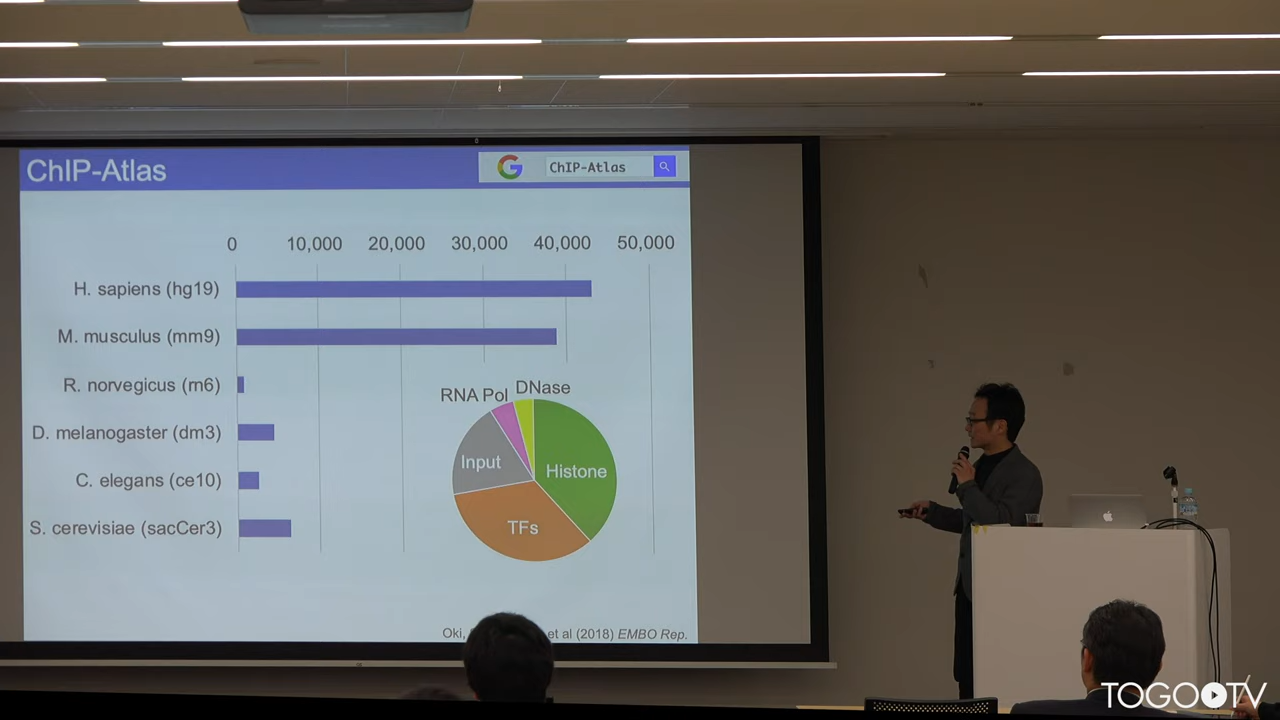 ChIP-Atlas
G ChIP-Atlas
0 10,000 20,000 30,000 40,000 50,000
H. sapiens (hg19)
M. musculus (mm9)
R. norvegicus (rn6)
D. melanogaster (dm3)
C. elegans (ce10)
S. cerevisiae (sacCer3)
RNA Pol DNase
Input Histone
TFs
Oki, et al (2018) EMBO Rep.
TOGO TV